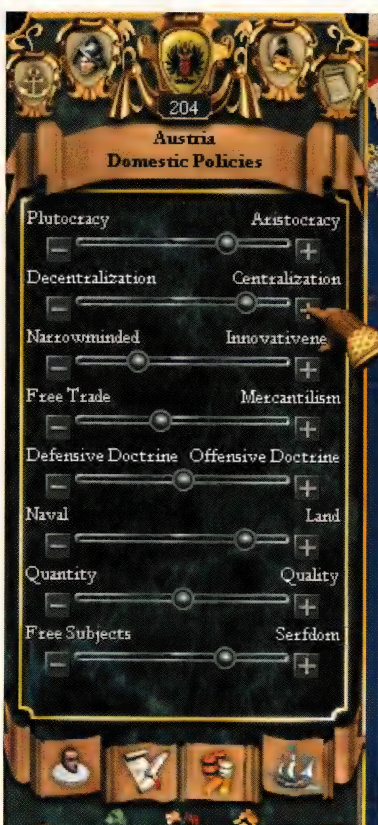 204
Austria
Domestic Policies
Plutocracy Aristocracy
Decentralization Centralization
Narrowminded Innovativene
Free Trade Mercantilism
Defensive Doctrine Offensive Doctrine
Naval Land
Quantity Quality
Free Subjects Serfdom